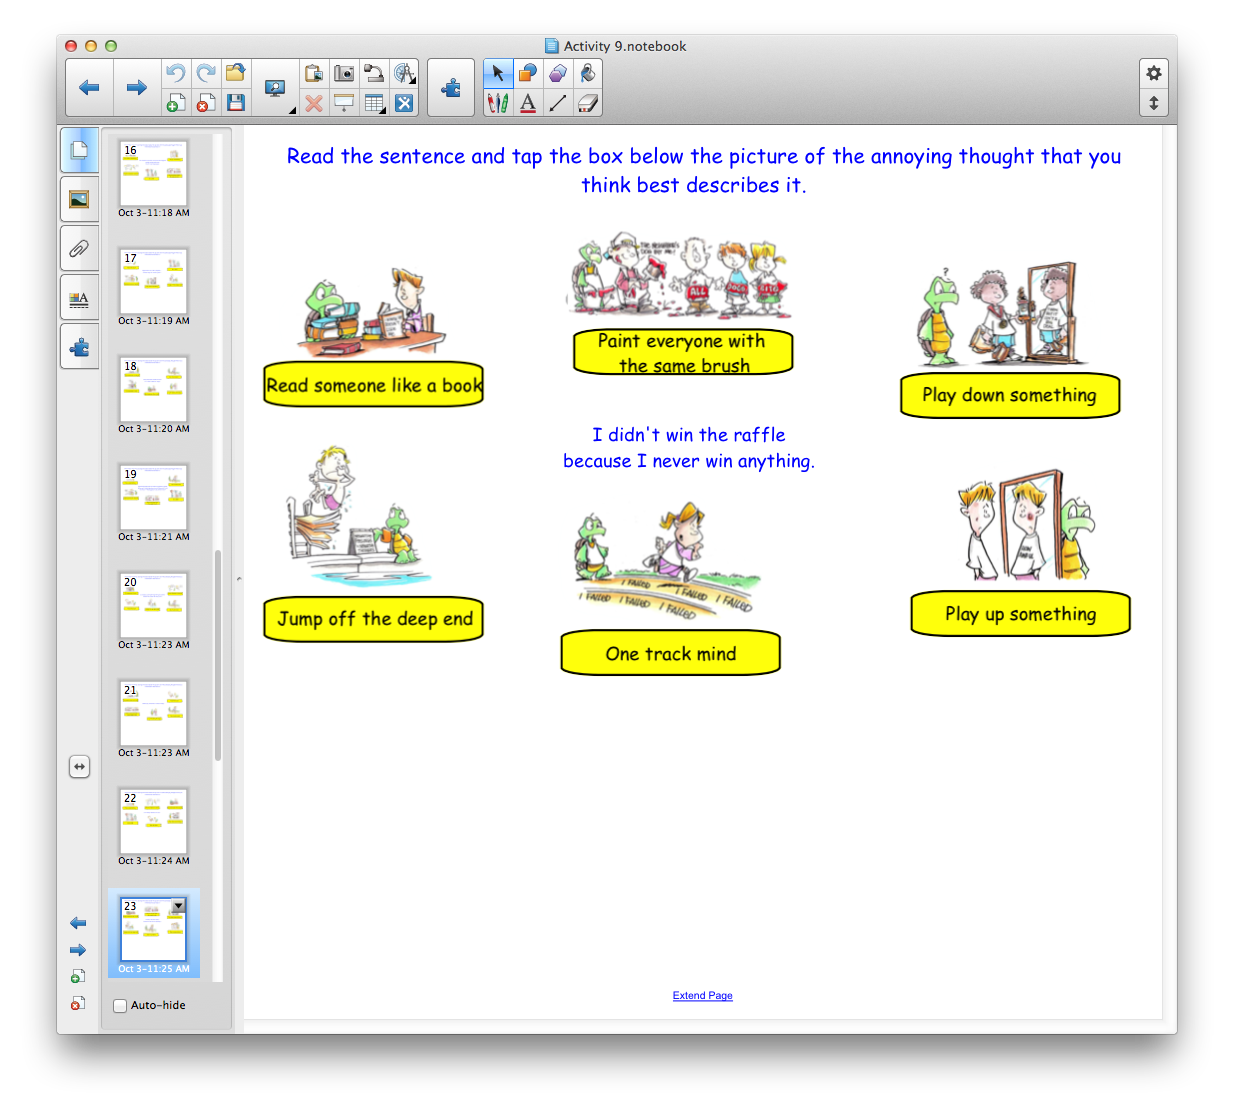 Activity 9.notebook
16
Oct 3-11:18 AM
17
Oct 3-11:19 AM
18
Oct 3-11:20 AM
19
Oct 3-11:21 AM
20
Oct 3-11:23 AM
21
Oct 3-11:23 AM
22
Oct 3-11:24 AM
23
Oct 3-11:25 AM
Auto-hide
Read the sentence and tap the box below the picture of the annoying thought that you
think best describes it.
Read someone like a book
ALL
Paint everyone with
the same brush
?
Play down something
I didn't win the raffle
because I never win anything.
Jump off the deep end
I FAILED I FAILED
I FAILED I FAILED I FAILED I FAILED
One track mind
Play up something
Extend Page